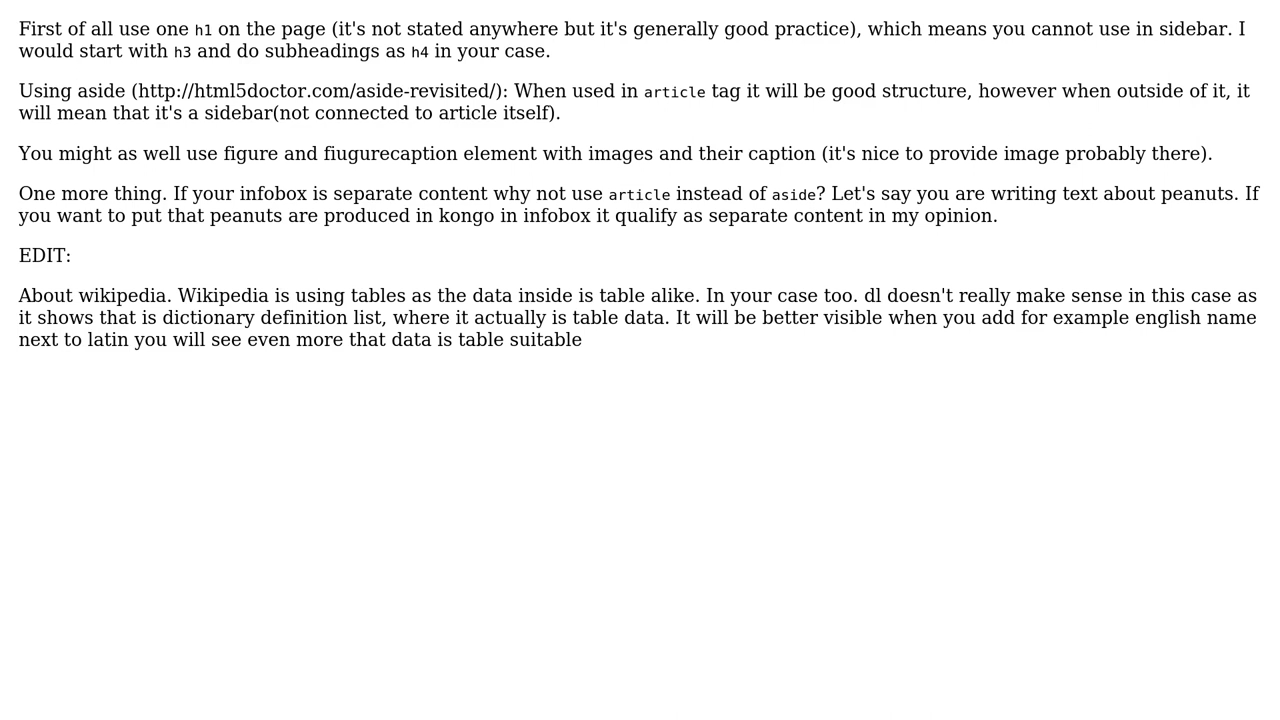 First of all use one h1 on the page (it's not stated anywhere but it's generally good practice), which means you cannot use in sidebar. I
would start with h3 and do subheadings as h4 in your case.
Using aside (http://html5doctor.com/aside-revisited/): When used in article tag it will be good structure, however when outside of it, it
will mean that it's a sidebar(not connected to article itself).
You might as well use figure and fiugurecaption element with images and their caption (it's nice to provide image probably there).
One more thing. If your infobox is separate content why not use article instead of aside? Let's say you are writing text about peanuts. If
you want to put that peanuts are produced in kongo in infobox it qualify as separate content in my opinion.
EDIT:
About wikipedia. Wikipedia is using tables as the data inside is table alike. In your case too. dl doesn't really make sense in this case as
it shows that is dictionary definition list, where it actually is table data. It will be better visible when you add for example english name
next to latin you will see even more that data is table suitable